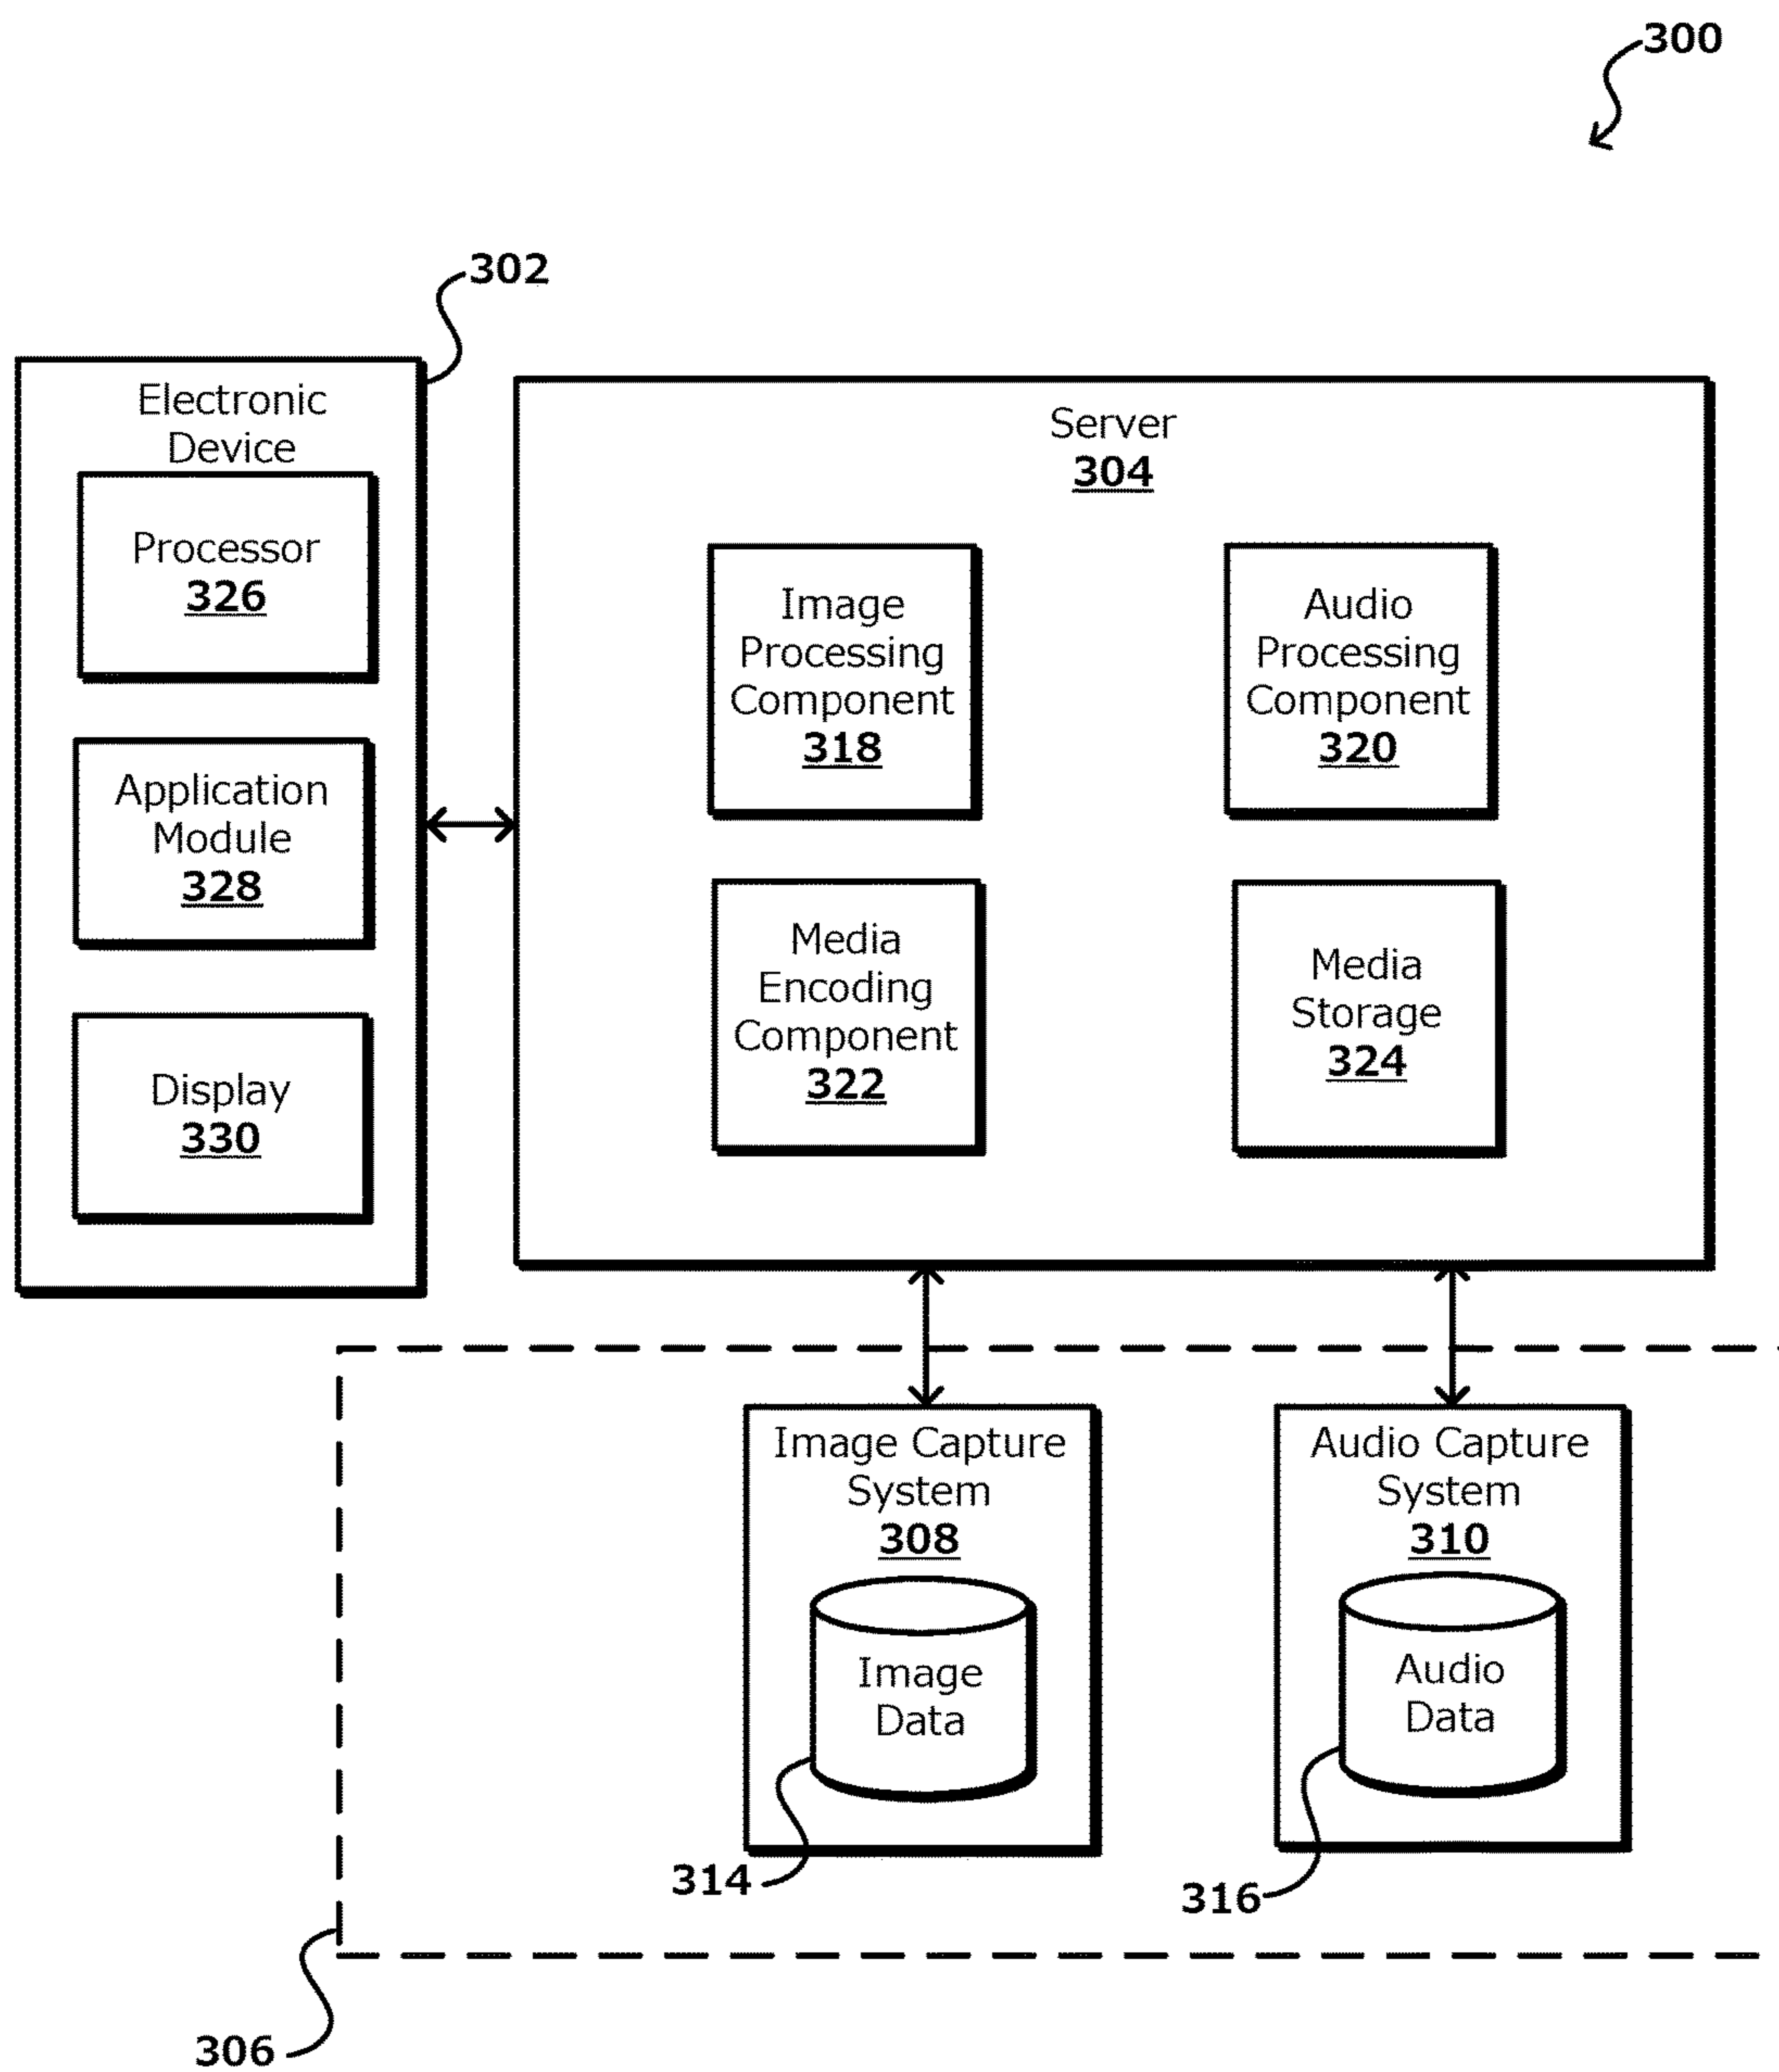 300
302
Electronic
Device
Processor
326
Application
Module
328
Display
330
Server
304
Image
Processing
Component
318
Audio
Processing
Component
320
Media
Encoding
Component
322
Media
Storage
324
Image Capture
System
308
Image
Data
314
Audio Capture
System
310
Audio
Data
316
306